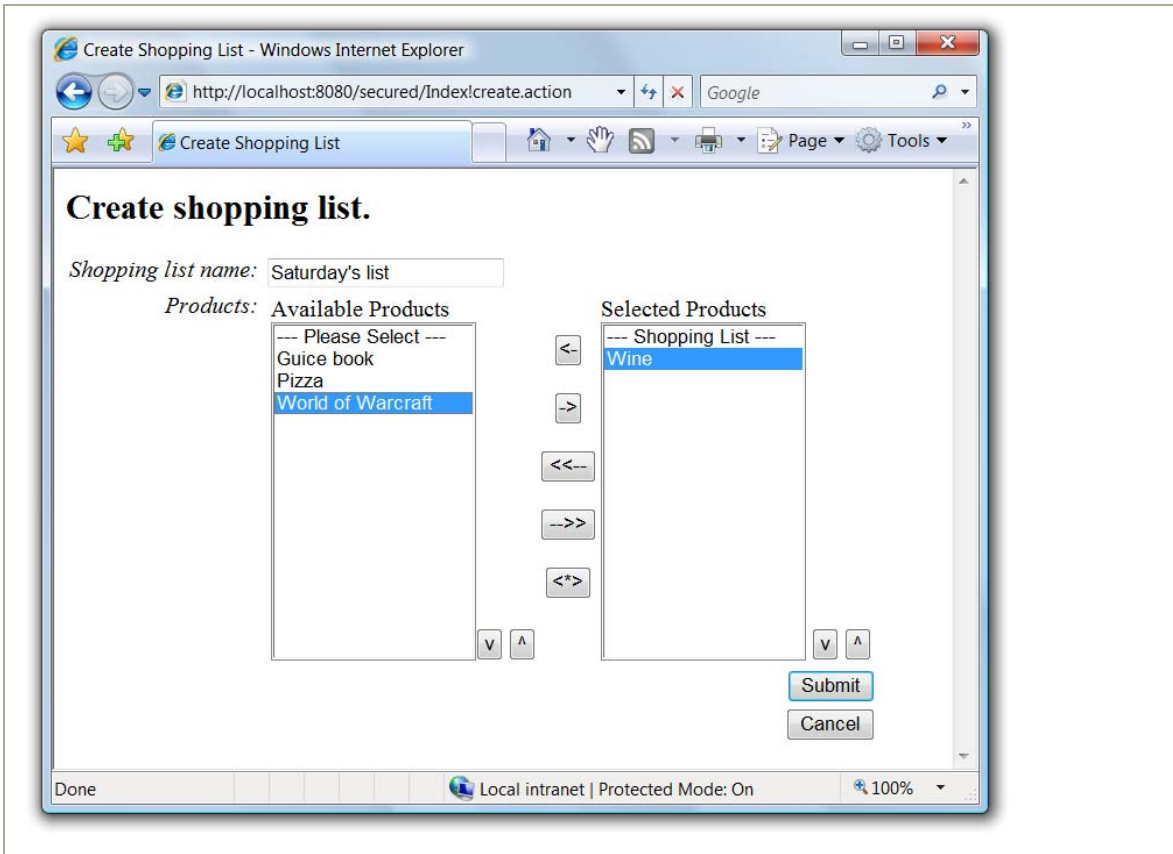 Create Shopping List - Windows Internet Explorer
http://localhost:8080/secured/Index!create.action
Google
Create Shopping List
Page
Tools
Create shopping list.
Shopping list name: Saturday's list
Products:
Available Products
--- Please Select ---
Guice book
Pizza
World of Warcraft
<-
->
<<--
-->>
<*>
v ^
Selected Products
--- Shopping List ---
Wine
v ^
Submit
Cancel
Done
Local intranet | Protected Mode: On
100%